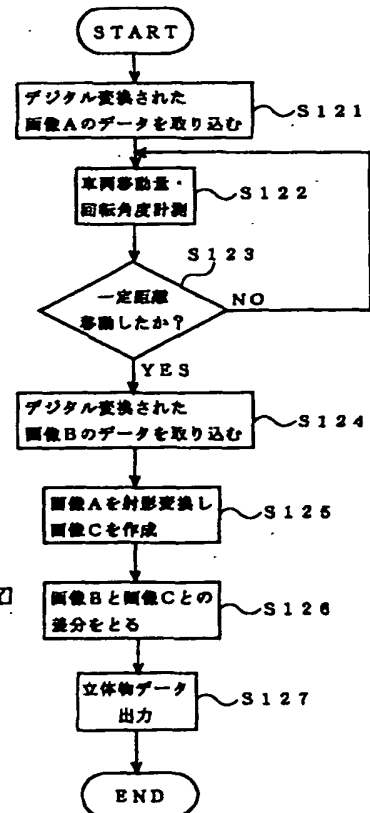 START
デジタル変換された
画像Aのデータを取り込む
S121
車両移動量・
回転角度計測
S122
S123
一定距離
移動したか?
NO
YES
デジタル変換された
画像Bのデータを取り込む
S124
画像Aを射影変換し
画像Cを作成
S125
画像Bと画像Cとの
差分をとる
S126
立体物データ
出力
S127
END